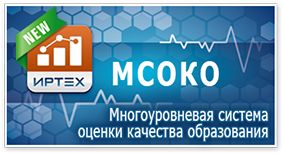 NEW
ИРТЕХ
МСОКО
Многоуровневая система
оценки качества образования